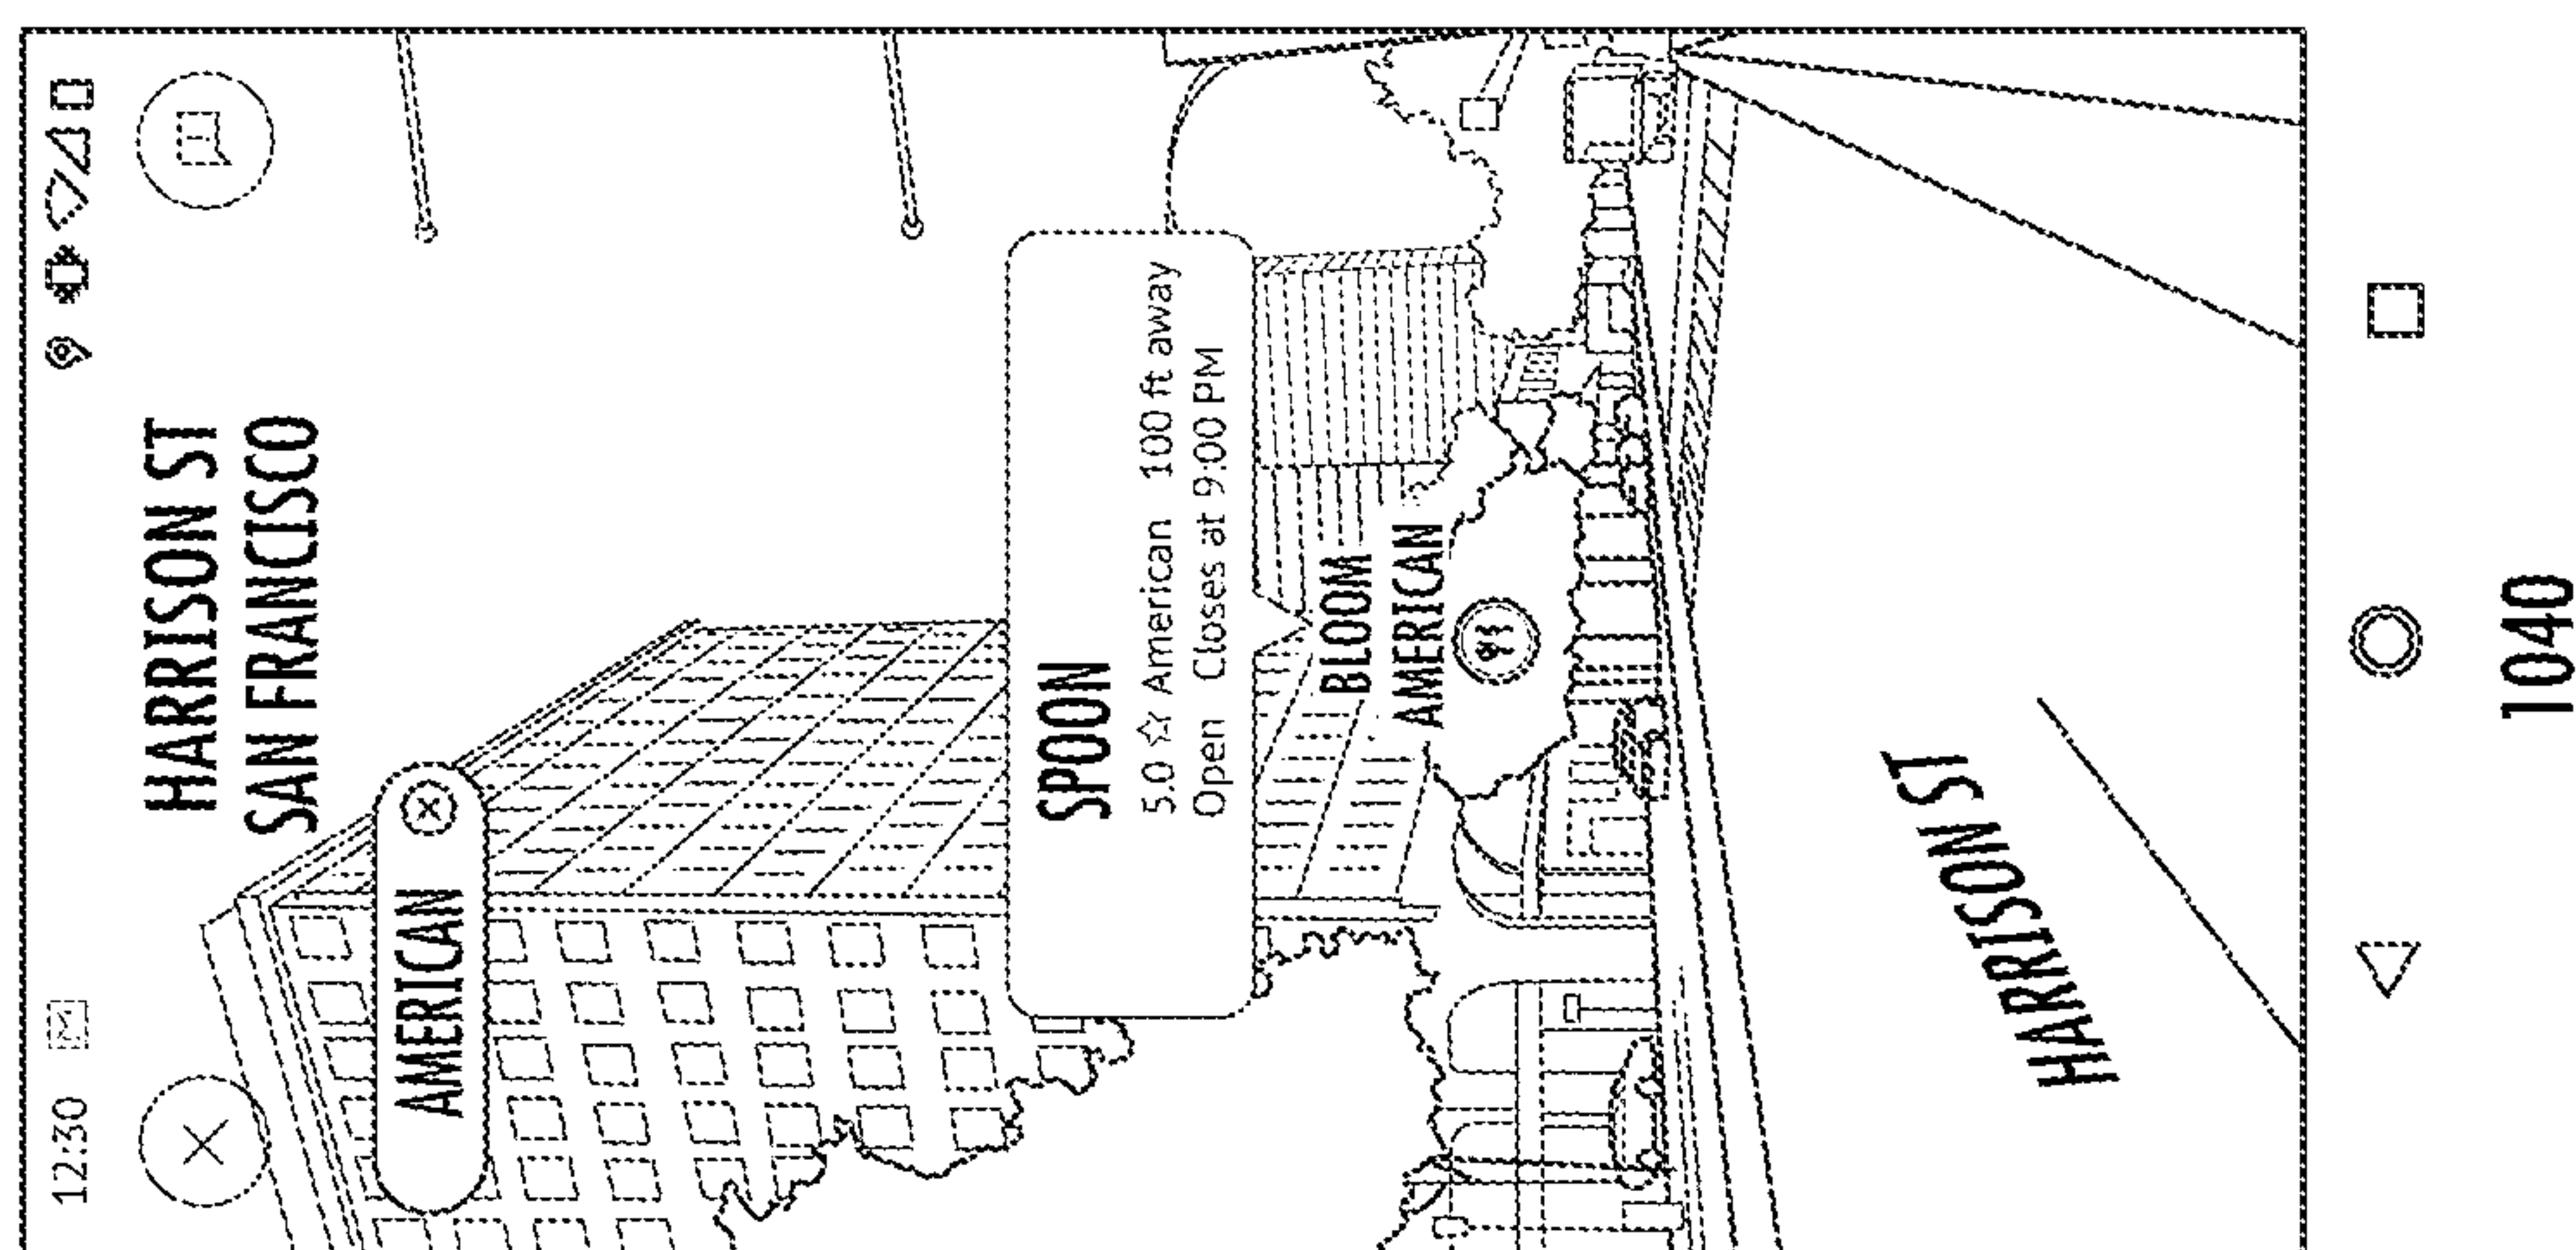 12:30
HARRISON ST
SAN FRANCISCO
AMERICAN
SPOON
5.0 ☆ American 100 ft away
Open Closes at 9:00 PM
BLOOM
AMERICAN
HARRISON ST
1040